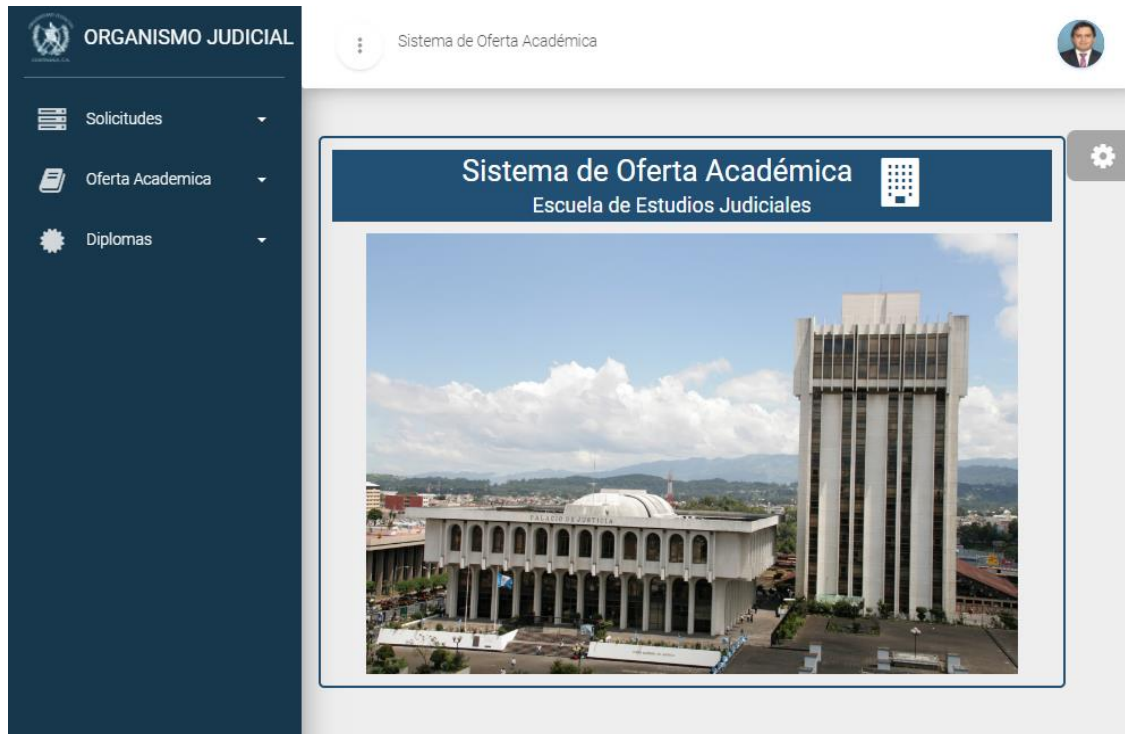 ORGANISMO JUDICIAL
Sistema de Oferta Académica
Solicitudes
Oferta Academica
Diplomas
Sistema de Oferta Académica
Escuela de Estudios Judiciales
PALACIO DE JUSTICIA